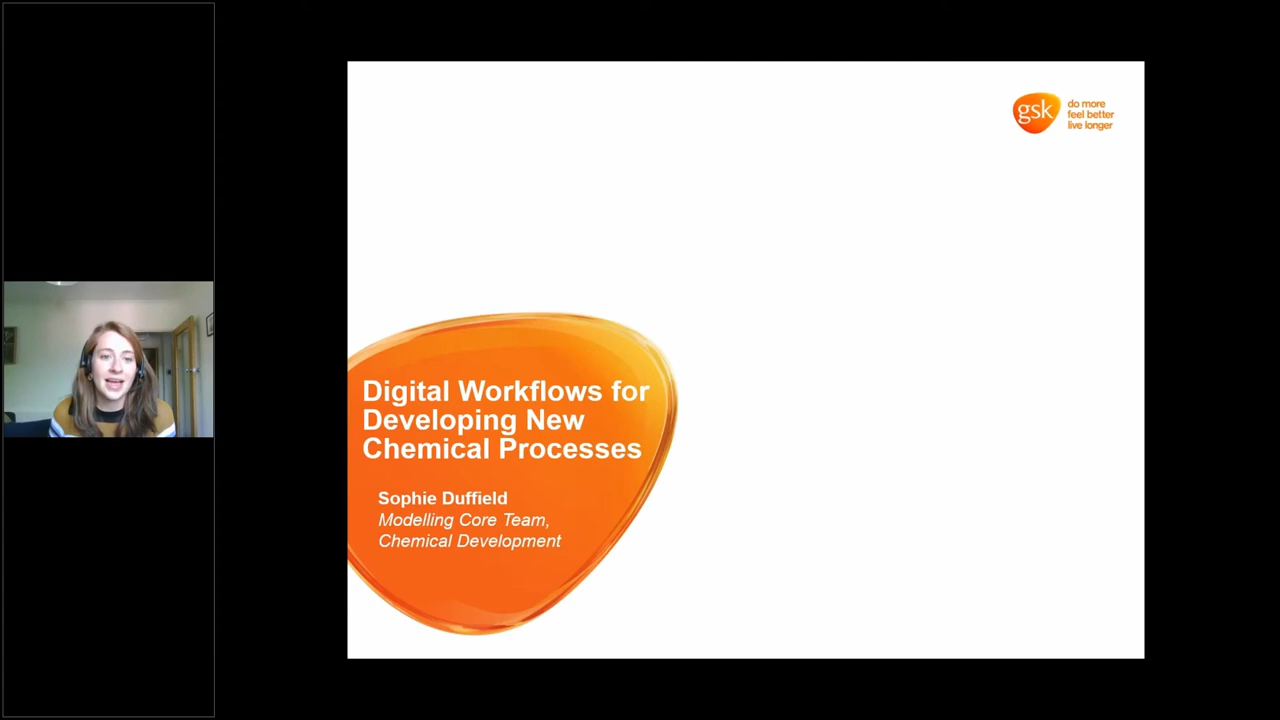 gsk
do more
feel better
live longer
Digital Workflows for
Developing New
Chemical Processes
Sophie Duffield
Modelling Core Team,
Chemical Development